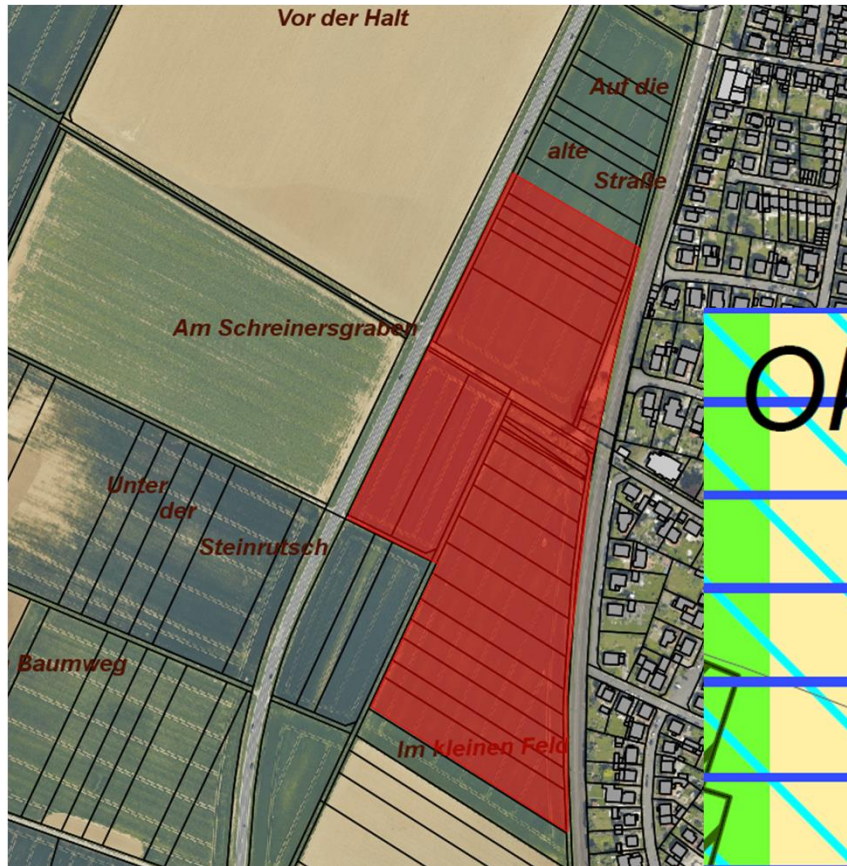 Vor der Halt
Auf die
alte
Straße
Am Schreinersgraben
Unter
der
Steinrutsch
Baumweg
Im kleinen Feld